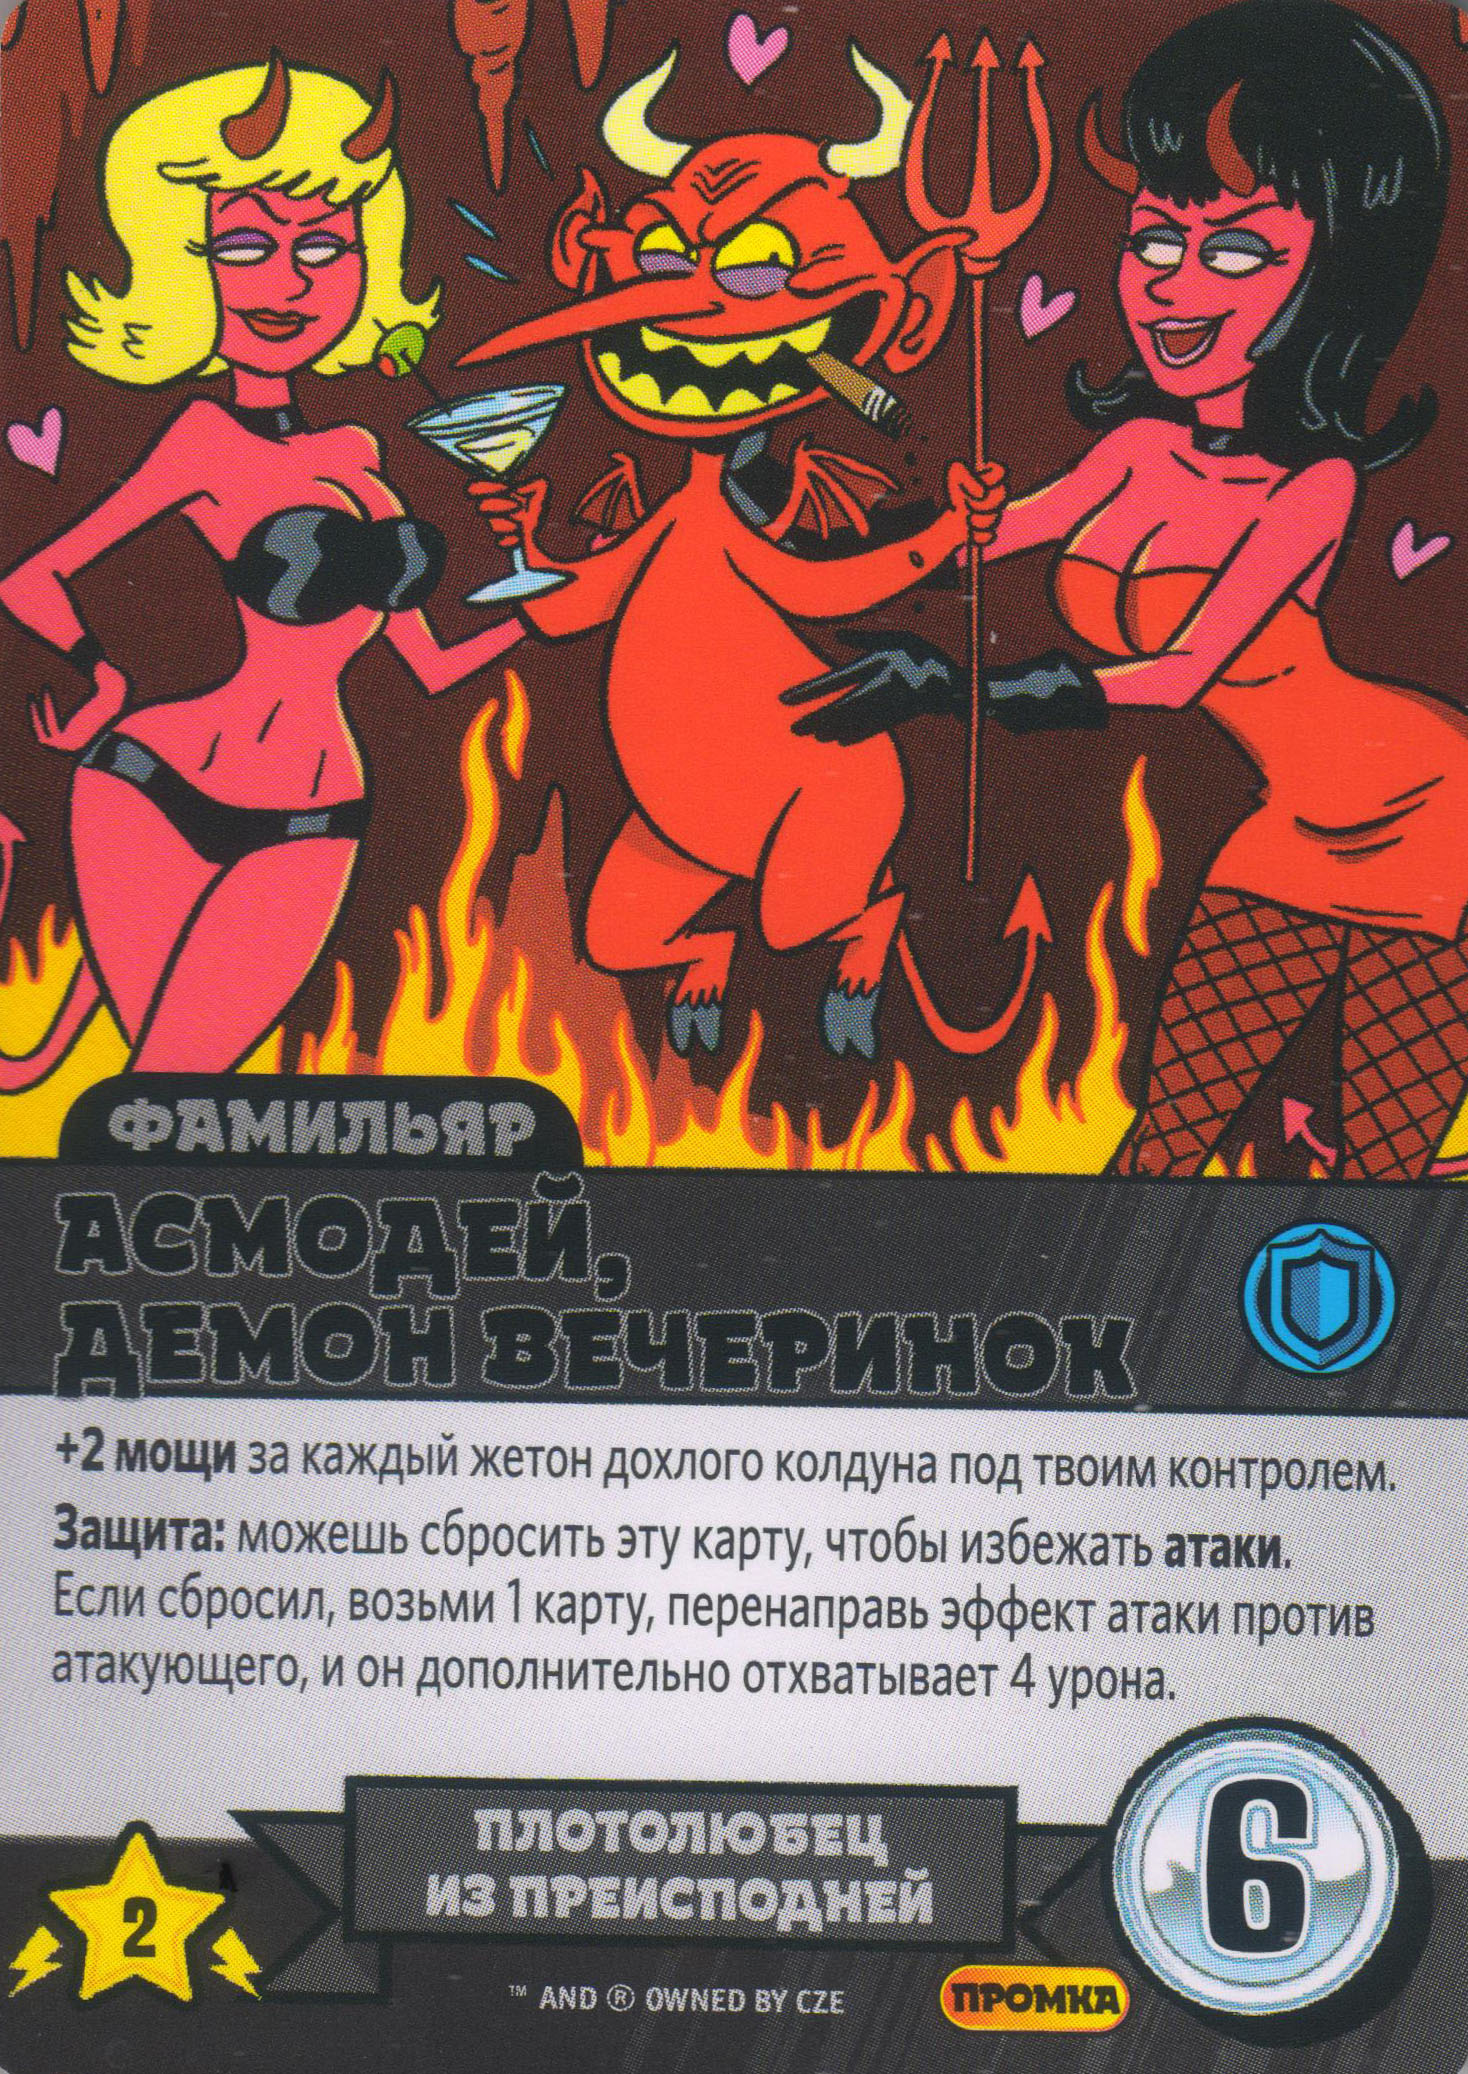 ФАМИЛЬЯР
АСМОДЕЙ,
ДЕМОН ВЕЧЕРИНОК
+2 мощи за каждый жетон дохлого колдуна под твоим контролем.
Защита: можешь сбросить эту карту, чтобы избежать атаки.
Если сбросил, возьми 1 карту, перенаправь эффект атаки против
атакующего, и он дополнительно отхватывает 4 урона.
ПЛОТОЛЮБЕЦ
ИЗ ПРЕИСПОДНЕЙ
2
6
™ AND ® OWNED BY CZE
ПРОМКА